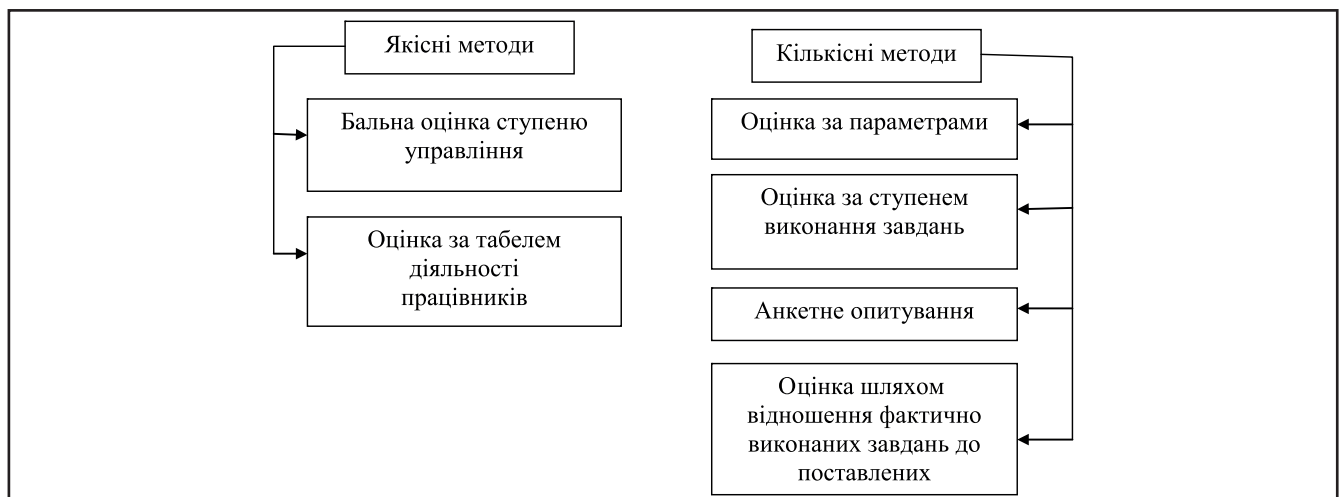 Якісні методи
Бальна оцінка ступеню
управління
Оцінка за табелем
діяльності
працівників
Кількісні методи
Оцінка за параметрами
Оцінка за ступенем
виконання завдань
Анкетне опитування
Оцінка шляхом
відношення фактично
виконаних завдань до
поставлених